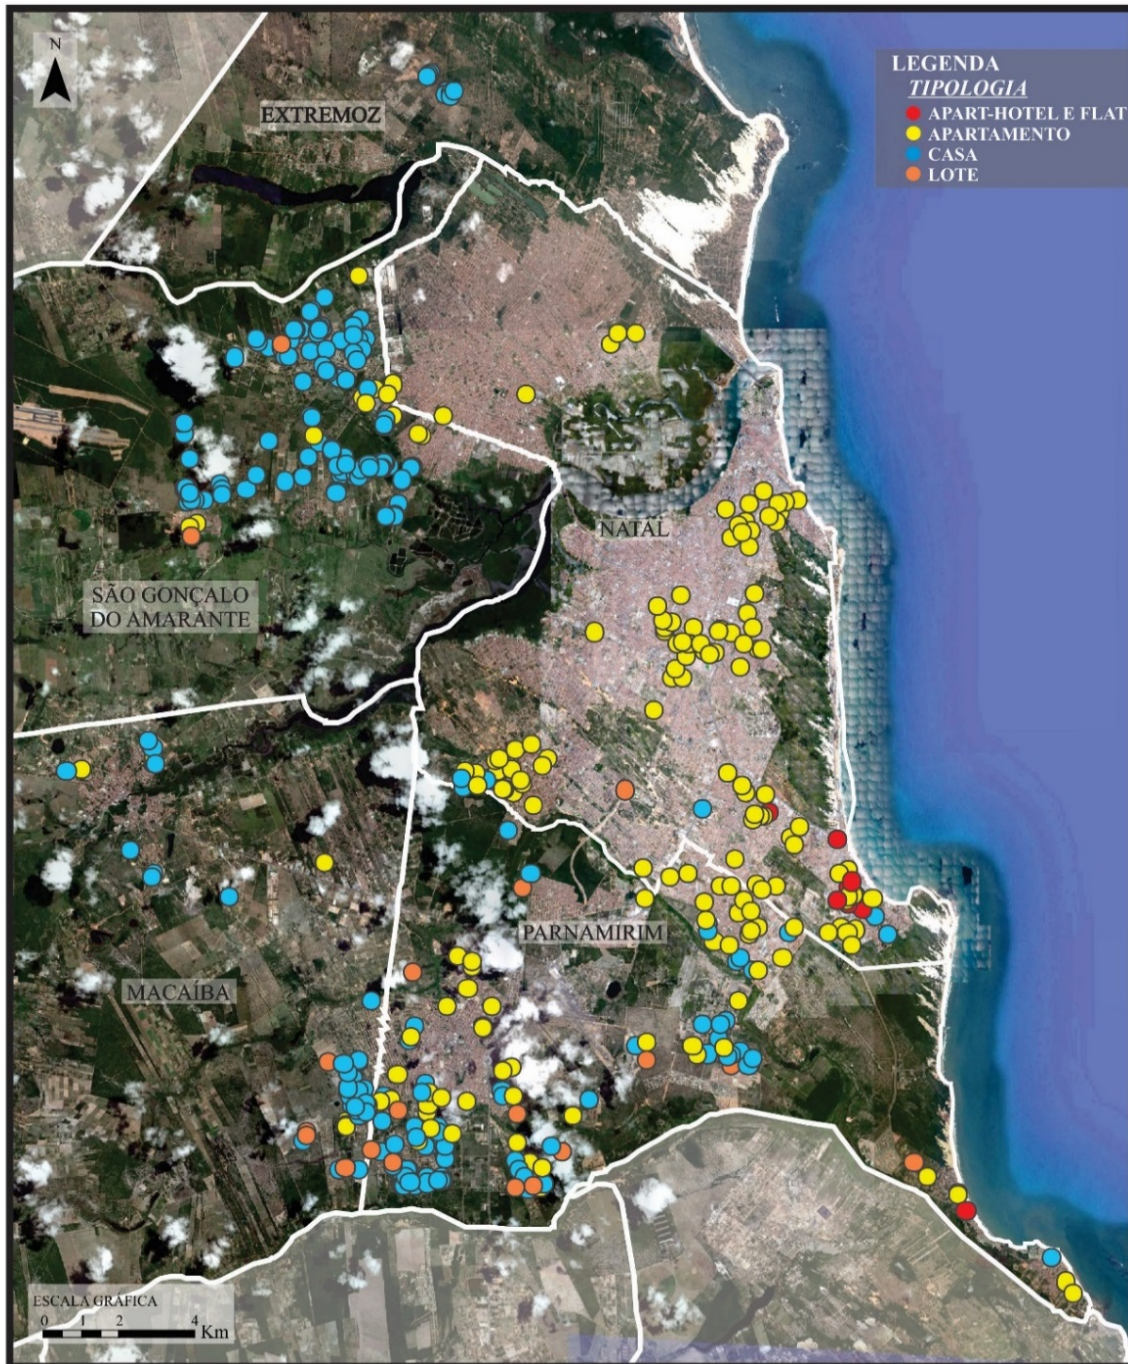 N
LEGENDA
TIPOLOGIA
APART-HOTEL E FLAT
APARTAMENTO
CASA
LOTE
EXTREMOZ
NATAL
SÃO GONÇALO
DO AMARANTE
PARNAMIRIM
MACAÍBA
ESCALA GRÁFICA
0 1 2 4 Km